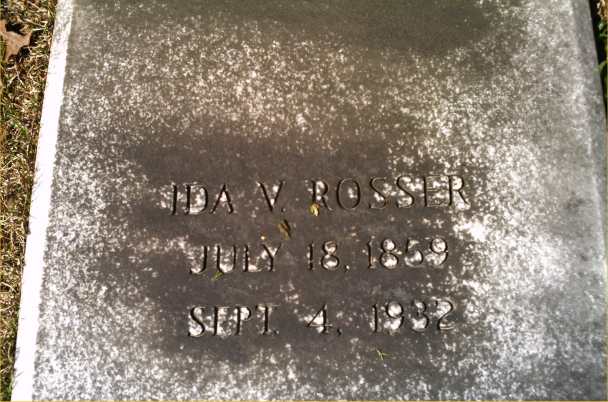 IDA V. ROSSER
JULY 18, 1859
SEPT. 4, 1932